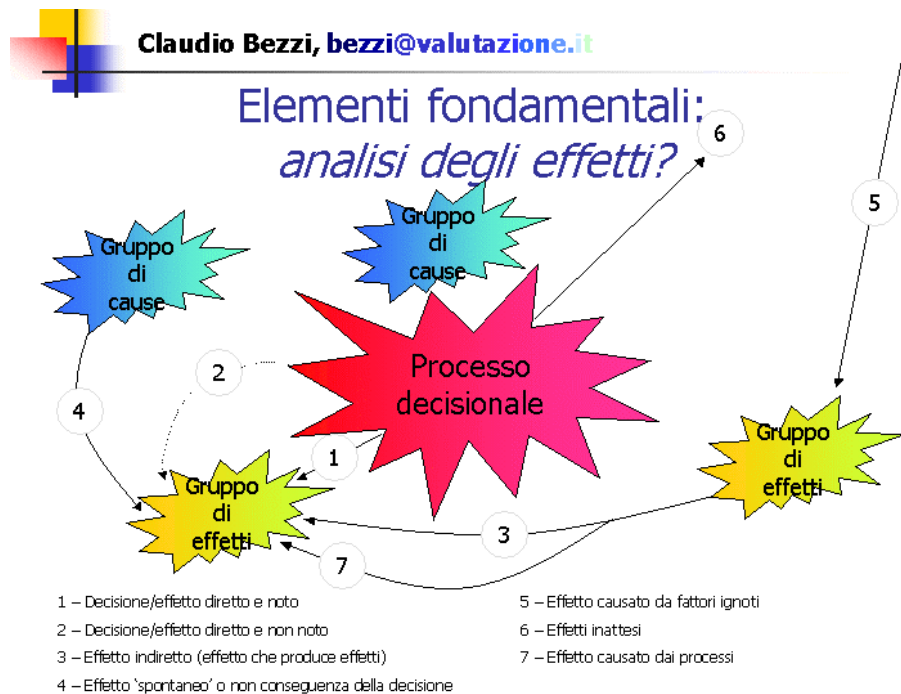 Claudio Bezzi, bezzi@valutazione.it
Elementi fondamentali:
analisi degli effetti?
6
5
Gruppo
di
cause
Gruppo
di
cause
Processo
decisionale
2
4
1
Gruppo
di
effetti
Gruppo
di
effetti
3
7
1 – Decisione/effetto diretto e noto
2 – Decisione/effetto diretto e non noto
3 – Effetto indiretto (effetto che produce effetti)
4 – Effetto ‘spontaneo’ o non conseguenza della decisione
5 – Effetto causato da fattori ignoti
6 – Effetti inattesi
7 – Effetto causato dai processi